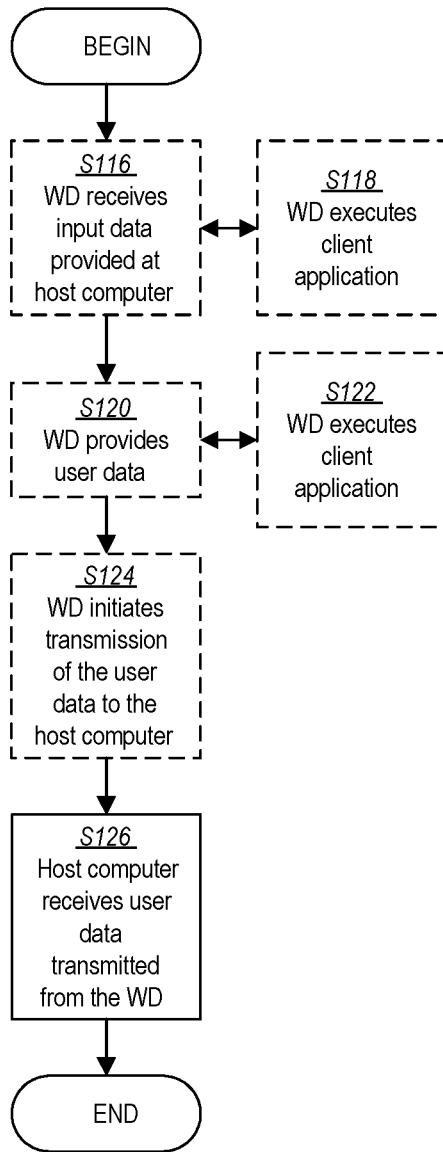 BEGIN
S116
WD receives
input data
provided at
host computer
S118
WD executes
client
application
S120
WD provides
user data
S122
WD executes
client
application
S124
WD initiates
transmission
of the user
data to the
host computer
S126
Host computer
receives user
data
transmitted
from the WD
END